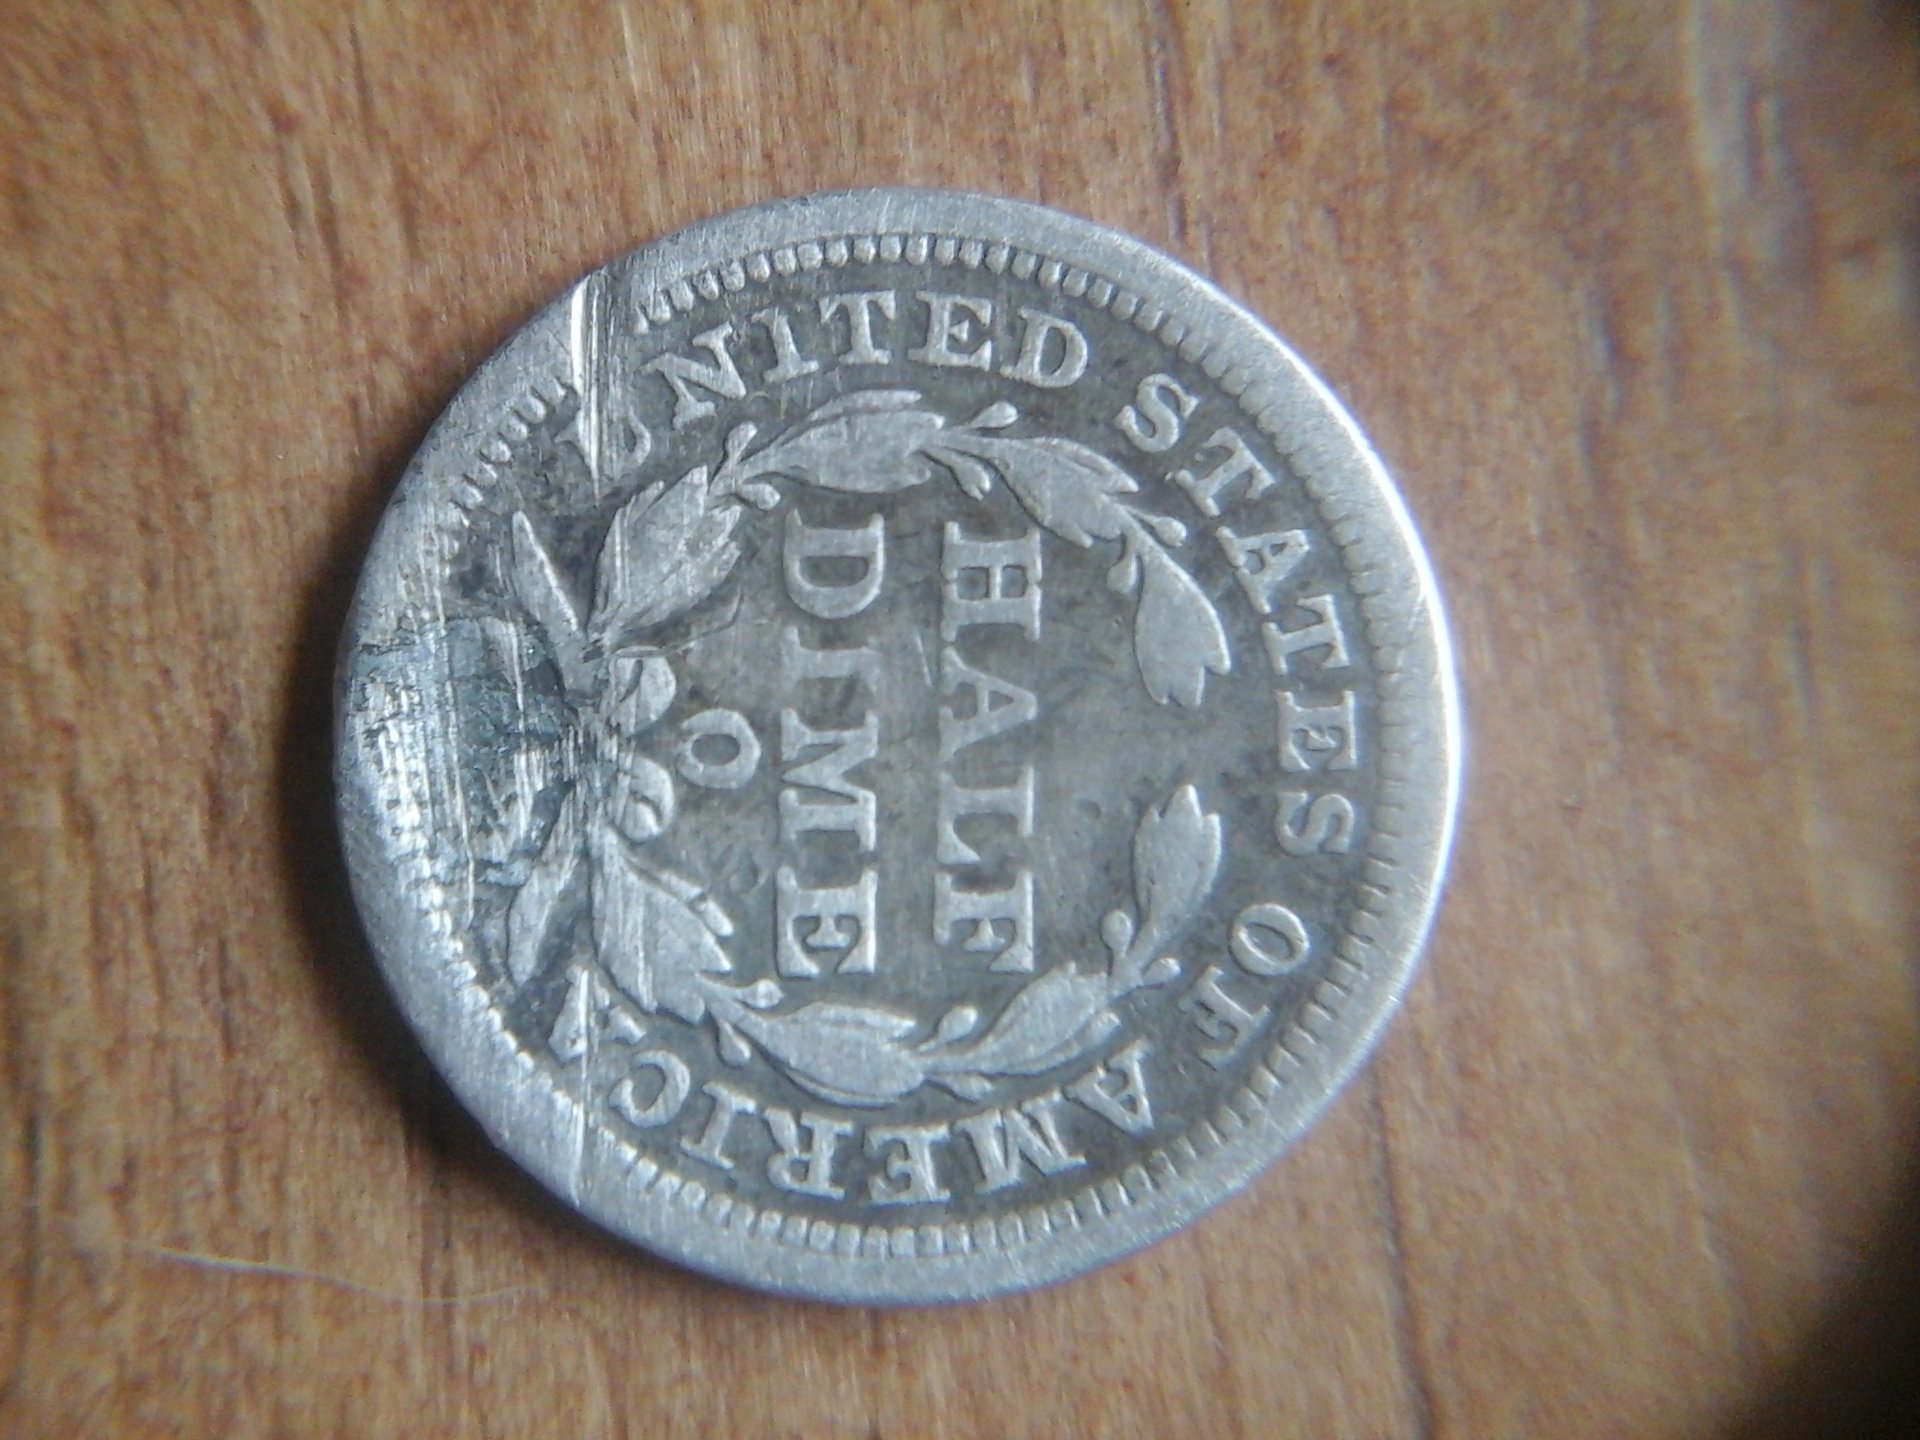 UNITED STATES OF AMERICA
HALF
DIME
O